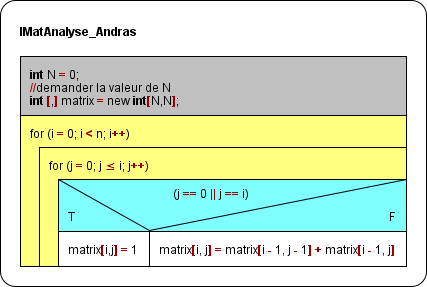 IMatAnalyse_Andras
int N = 0;
//demander la valeur de N
int [,] matrix = new int[N,N];
for (i = 0; i < n; i++)
for (j = 0; j ≤ i; j++)
(j == 0 || j == i)
T F
matrix[i,j] = 1 matrix[i, j] = matrix[i - 1, j - 1] + matrix[i - 1, j]